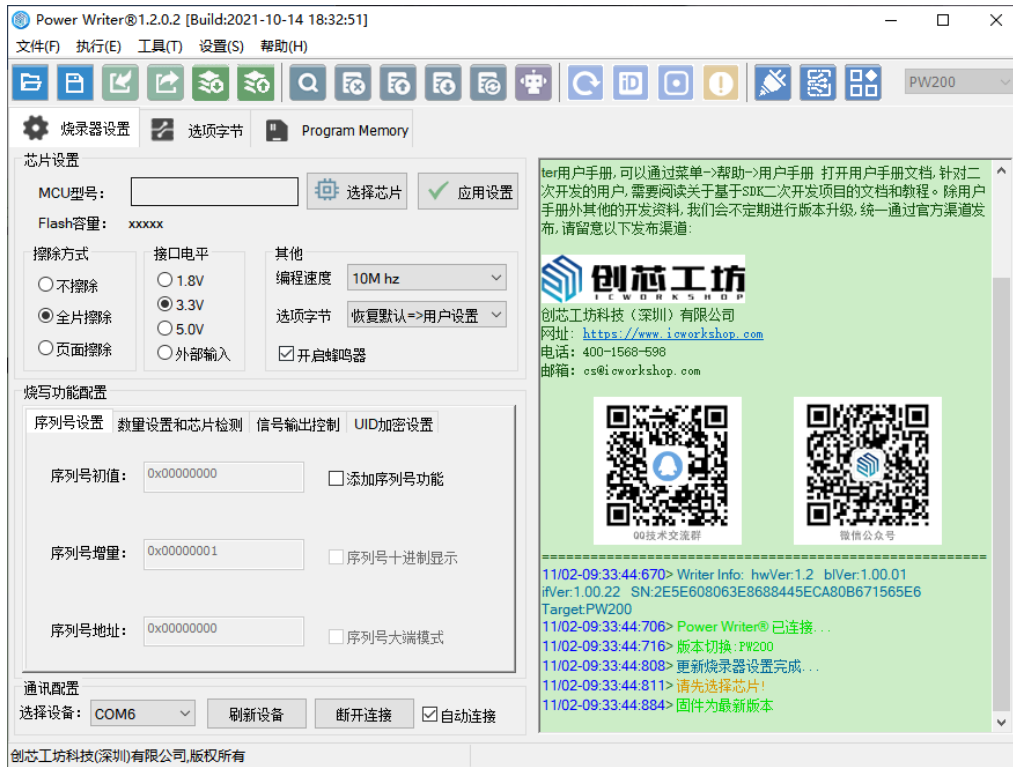 Power Writer®1.2.0.2 [Build:2021-10-14 18:32:51]
文件(F) 执行(E) 工具(T) 设置(S) 帮助(H)
iD
PW200
烧录器设置 选项字节 Program Memory
芯片设置
MCU型号: 选择芯片 应用设置
Flash容量: xxxxx
擦除方式
不擦除
全片擦除
页面擦除
接口电平
1.8V
3.3V
5.0V
外部输入
其他
编程速度 10M hz
选项字节 恢复默认=>用户设置
开启蜂鸣器
烧写功能配置
序列号设置 数量设置和芯片检测 信号输出控制 UID加密设置
序列号初值: 0x00000000 添加序列号功能
序列号增量: 0x00000001 序列号十进制显示
序列号地址: 0x00000000 序列号大端模式
通讯配置
选择设备: COM6 刷新设备 断开连接 自动连接
创芯工坊科技(深圳)有限公司,版权所有
ter用户手册,可以通过菜单->帮助->用户手册 打开用户手册文档,针对二
次开发的用户,需要阅读关于基于SDK二次开发项目的文档和教程。除用户
手册外其他的开发资料,我们会不定期进行版本升级,统一通过官方渠道发
布,请留意以下发布渠道:
创芯工坊
ICWORKSHOP
创芯工坊科技（深圳）有限公司
网址: https://www.icworkshop.com
电话: 400-1568-598
邮箱: cs@icworkshop.com
QQ技术交流群 微信公众号
11/02-09:33:44:670> Writer Info: hwVer:1.2 blVer:1.00.01
ifVer:1.00.22 SN:2E5E608063E8688445ECA80B671565E6
Target:PW200
11/02-09:33:44:706> Power Writer® 已连接...
11/02-09:33:44:716> 版本切换:PW200
11/02-09:33:44:808> 更新烧录器设置完成...
11/02-09:33:44:811> 请先选择芯片!
11/02-09:33:44:884> 固件为最新版本